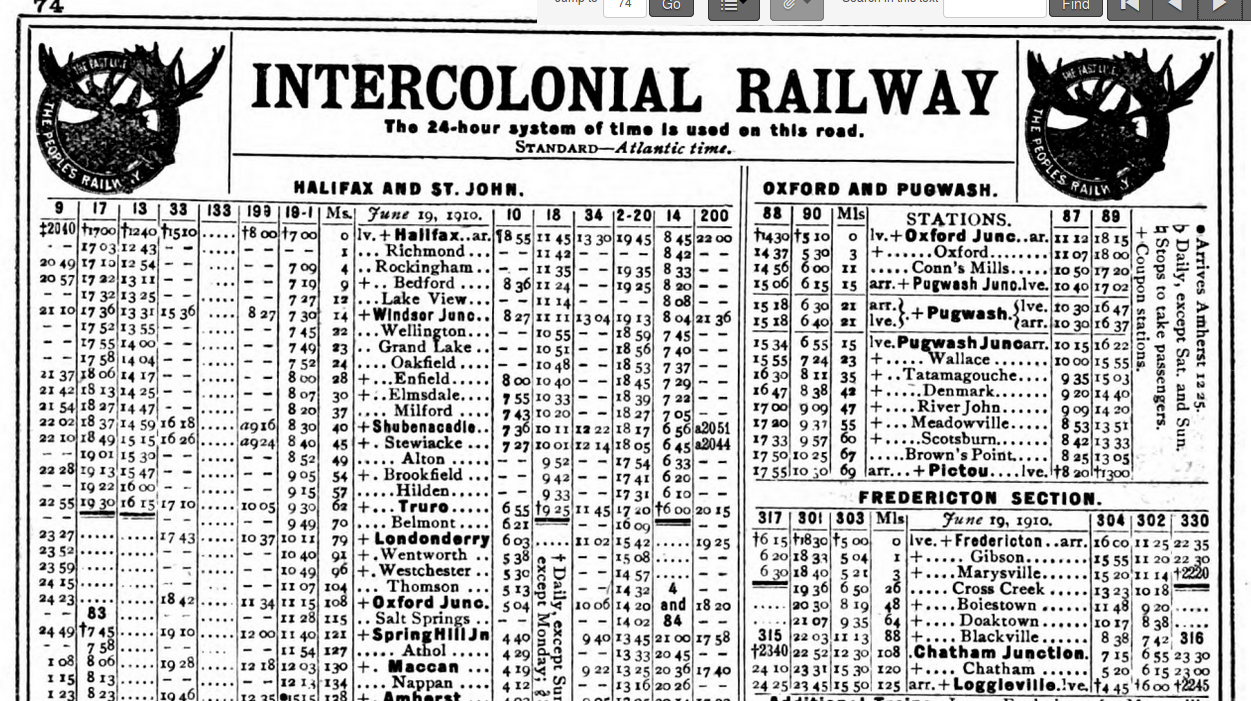 74
Jump to 74 Go Search in this text Find
THE FAST LINE
THE PEOPLES RAILWAY
INTERCOLONIAL RAILWAY
The 24-hour system of time is used on this road.
STANDARD—Atlantic time.
THE FAST LINE
THE PEOPLES RAILWAY
HALIFAX AND ST. JOHN.
9 17 13 33 133 199 19-1 Ms. June 19, 1910. 10 18 34 2-20 14 200
‡2040 †1700 †1240 †1510 ..... †8 00 †7 00 0 lv. + Halifax..ar. ¶8 55 11 45 13 30 19 45 8 45 22 00
- - 17 03 12 43 - - ..... - - 1 ... Richmond ... - - 11 42 - - - - 8 42 - -
20 49 17 10 12 54 - - ..... - - 7 09 4 ..Rockingham.. - - 11 35 - - 19 35 8 33 - -
20 57 17 22 13 11 - - ..... - - 7 19 9 +.. Bedford .. 8 36 11 24 - - 19 25 8 20 - -
- - 17 32 13 25 - - ..... - - 7 27 12 ...Lake View... - - 11 14 - - - - 8 08 - -
21 10 17 36 13 31 15 36 ..... 8 27 7 30 14 +Windsor Junc.. 8 27 11 11 13 04 19 13 8 04 21 36
- - 17 52 13 55 - - ..... - - 7 45 22 ..Wellington.. - - 10 55 - - 18 59 7 45 - -
- - 17 55 14 00 - - ..... - - 7 49 23 .. Grand Lake .. - - 10 51 - - 18 56 7 40 - -
- - 17 58 14 04 - - ..... - - 7 52 24 ... Oakfield ... - - 10 48 - - 18 53 7 37 - -
21 37 18 06 14 17 - - ..... - - 8 00 28 +...Enfield.... 8 00 10 40 - - 18 45 7 29 - -
21 42 18 13 14 25 - - ..... - - 8 07 30 +..Elmsdale... 7 55 10 33 - - 18 39 7 22 - -
21 54 18 27 14 47 - - ..... - - 8 20 37 .... Milford .... 7 43 10 20 - - 18 27 7 05 - -
22 02 18 37 14 59 16 18 ..... a9 16 8 30 40 +Shubenacadie.. 7 36 10 11 12 22 18 17 6 56 a2051
22 10 18 49 15 15 16 26 ..... a9 24 8 40 45 +. Stewiacke .. 7 27 10 01 12 14 18 05 6 45 a2044
- - 19 01 15 30 - - ..... - - 8 52 49 ..... Alton ..... - - 9 52 - - 17 54 6 33 - -
22 28 19 13 15 47 - - ..... - - 9 05 54 +. Brookfield .. - - 9 42 - - 17 41 6 20 - -
- - 19 22 16 00 - - ..... - - 9 15 57 .....Hilden..... - - 9 33 - - 17 31 6 10 - -
22 55 19 30 16 15 17 10 ..... 10 05 9 30 62 +... Truro ..... 6 55 †9 25 11 45 17 20 †6 00 20 15
- - 9 49 70 ... Belmont .... 6 21 - - 16 09 - -
23 27 ..... 17 43 ..... 10 37 10 11 79 + Londonderry 6 03 .. 11 02 15 42 ..... 19 25
23 52 ..... - - ..... - - 10 40 91 +.Wentworth .. 5 38 - - 15 08 ..... - -
23 59 ..... - - ..... - - 10 49 96 +. Westchester .. 5 30 - - 14 57 ..... - -
24 15 ..... - - ..... - - 11 07 104 .. Thomson .... 5 13 - - 14 32 4 - -
24 23 ..... 18 42 ..... 11 34 11 15 108 +Oxford Junc. 5 04 10 06 14 20 and 18 20
- - 83 - - ..... - - 11 28 115 .. Salt Springs .. - - - - 14 02 84 - -
24 49 †7 45 19 10 ..... 12 00 11 40 121 +SpringHill Jn 4 40 9 40 13 45 21 00 17 58
- - 7 58 - - ..... - - 11 54 127 .....Athol..... 4 29 - - 13 33 20 45 - -
1 08 8 06 19 28 ..... 12 18 12 03 130 +. Maccan .. 4 19 9 22 13 25 20 36 17 40
1 15 8 13 - - ..... - - 12 13 134 .... Nappan .... 4 12 - - 13 16 20 26 - -
1 23 8 23 19 46 ..... 12 35 138 +. Amherst
† Daily, except Sun.
except Monday.
OXFORD AND PUGWASH.
88 90 Mls STATIONS. 87 89
†1430 †5 10 0 lv.+Oxford Junc..ar. 11 12 18 15
14 37 5 30 3 +......Oxford...... 11 07 18 00
14 56 6 00 11 ..... Conn's Mills..... 10 50 17 20
15 06 6 15 15 arr.+Pugwash Junc.lve. 10 40 17 02
15 18 6 30 21 arr. } .+Pugwash. { lve. 10 30 16 47
15 18 6 40 21 lve. } { arr. 10 30 16 37
15 34 6 55 15 lve.Pugwash Juncarr. 10 15 16 22
15 55 7 24 23 +..... Wallace .... 10 00 15 55
16 30 8 11 35 +..Tatamagouche.... 9 35 15 03
16 47 8 38 42 +.... Denmark.... 9 20 14 40
17 00 9 09 47 +.... River John.... 9 09 14 20
17 20 9 31 55 +.... Meadowville .... 8 53 13 51
17 33 9 57 60 +.... Scotsburn.... 8 42 13 33
17 50 10 25 67 .....Brown's Point.... 8 25 13 05
17 55 10 30 69 arr...+ Pictou.... lve. †8 20 †1300
● Arrives Amherst 12 25.
Daily, except Sat. and Sun.
¶ Stops to take passengers.
+ Coupon stations.
FREDERICTON SECTION.
317 301 303 Mls June 19, 1910. 304 302 330
†6 15 †1830 †5 00 0 lve.+Fredericton..arr. 16 00 11 25 22 35
6 20 18 33 5 04 1 +.... Gibson.... 15 55 11 20 22 30
6 30 18 40 5 21 3 +.... Marysville.... 15 20 11 14 †2220
19 36 6 50 26 ..... Cross Creek .... 13 23 10 18
..... 20 30 8 19 48 +.... Boiestown .... 11 48 9 20 .....
21 07 9 35 64 +.... Doaktown .... 10 17 8 38
315 22 03 11 13 88 +.... Blackville .... 8 38 7 42 316
†2340 22 52 12 30 108 .Chatham Junction. 7 15 6 55 23 30
24 10 23 31 15 30 120 +.... Chatham .... 5 20 6 15 23 00
24 25 23 45 15 50 125 arr. + Loggieville.lve. †4 45 †6 00 †2245